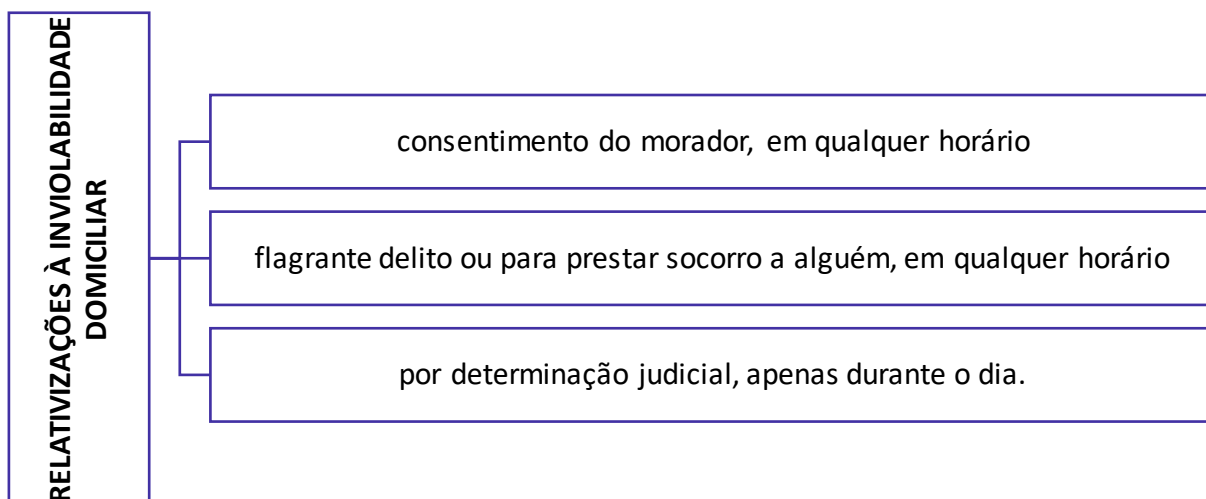 RELATIVIZAÇÕES À INVIOLABILIDADE
DOMICILIAR
consentimento do morador, em qualquer horário
flagrante delito ou para prestar socorro a alguém, em qualquer horário
por determinação judicial, apenas durante o dia.